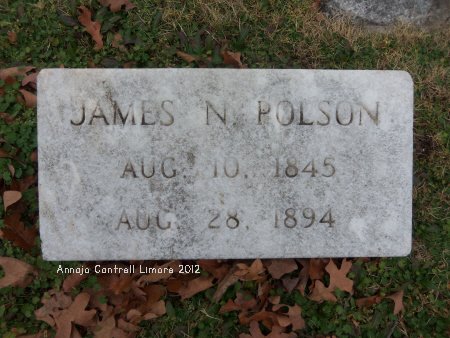 JAMES N. POLSON
AUG. 10, 1845
AUG. 28, 1894
Annajo Cantrell Limore 2012